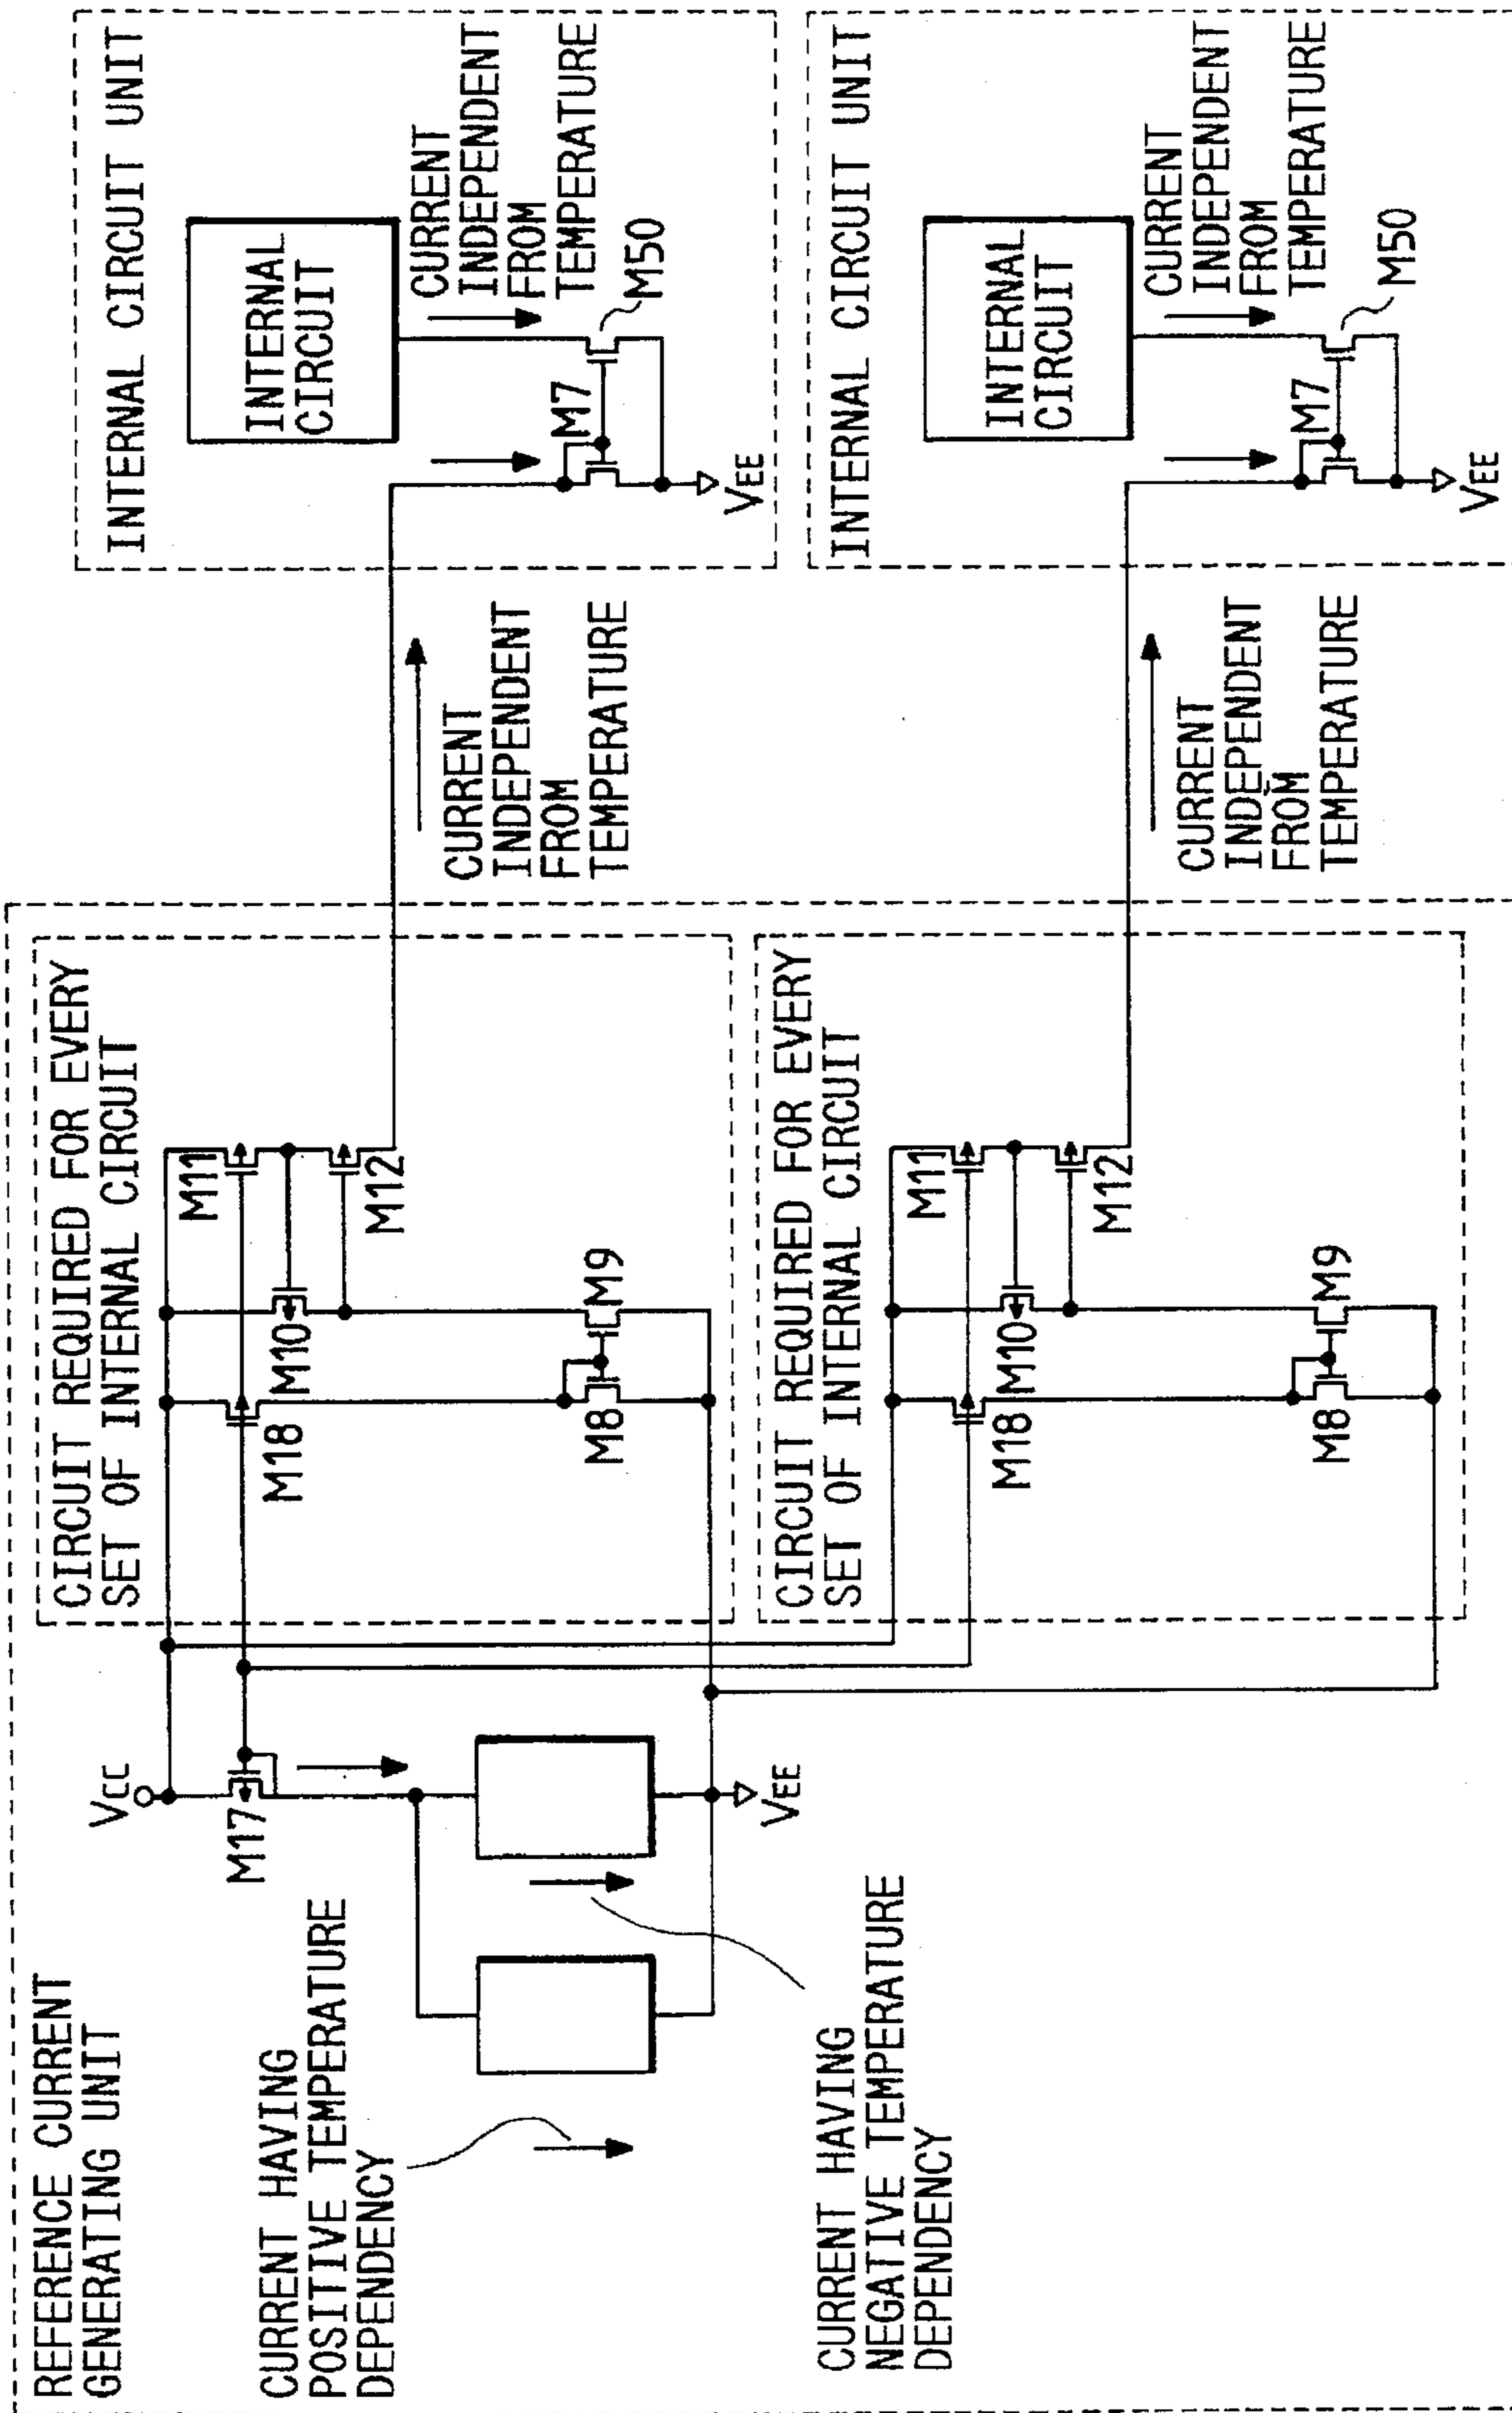 REFERENCE CURRENT
GENERATING UNIT
CURRENT HAVING
POSITIVE TEMPERATURE
DEPENDENCY
CURRENT HAVING
NEGATIVE TEMPERATURE
DEPENDENCY
VCC
M17
VEE
CIRCUIT REQUIRED FOR EVERY
SET OF INTERNAL CIRCUIT
M18
M10
M11
M12
M8
M9
CIRCUIT REQUIRED FOR EVERY
SET OF INTERNAL CIRCUIT
M18
M10
M11
M12
M8
M9
CURRENT
INDEPENDENT
FROM
TEMPERATURE
CURRENT
INDEPENDENT
FROM
TEMPERATURE
INTERNAL CIRCUIT UNIT
INTERNAL
CIRCUIT
CURRENT
INDEPENDENT
FROM
TEMPERATURE
M7
M50
VEE
INTERNAL CIRCUIT UNIT
INTERNAL
CIRCUIT
CURRENT
INDEPENDENT
FROM
TEMPERATURE
M7
M50
VEE